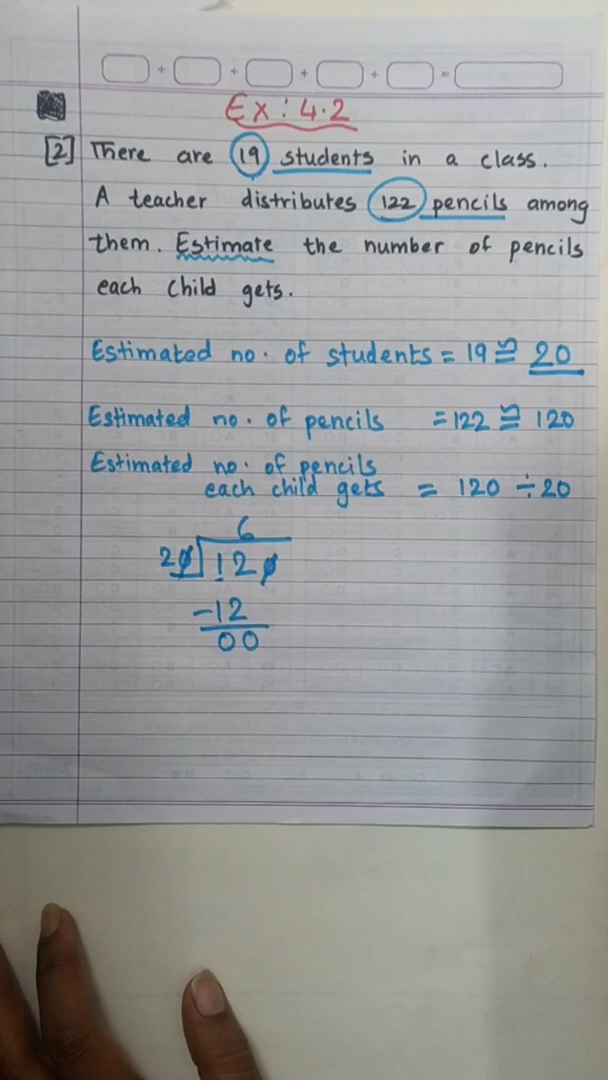 + + + + =
Ex: 4.2
[2] There are 19 students in a class.
A teacher distributes 122 pencils among
them. Estimate the number of pencils
each child gets.
Estimated no. of students = 19 ≌ 20
Estimated no. of pencils = 122 ≌ 120
Estimated no. of pencils
each child gets = 120 ÷ 20
6
20 120
-12
00